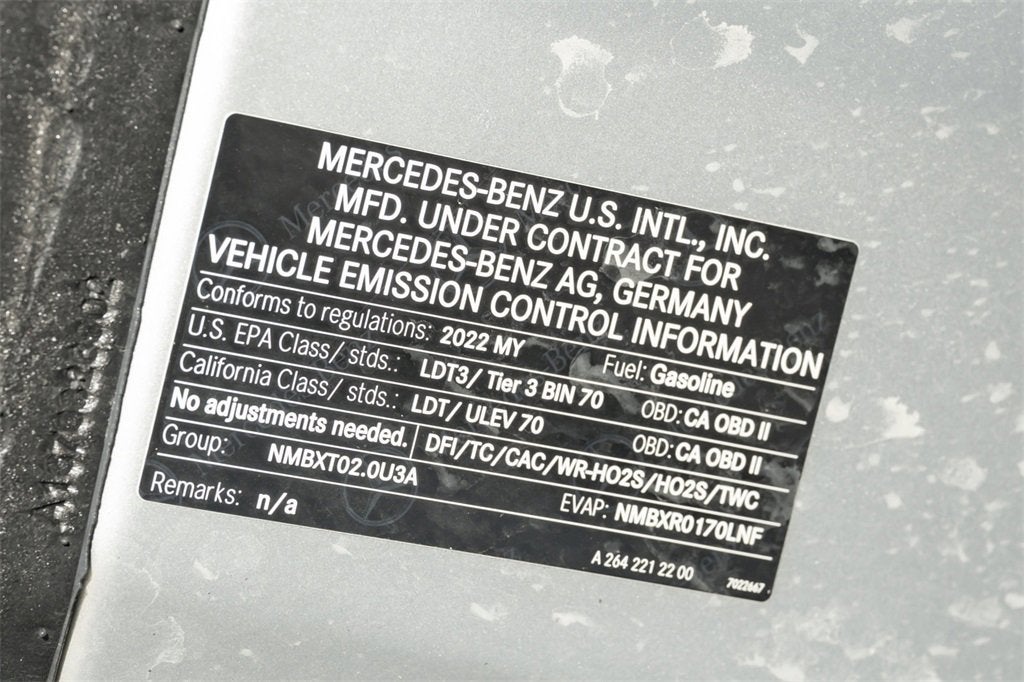 MERCEDES-BENZ U.S. INTL., INC.
MFD. UNDER CONTRACT FOR
MERCEDES-BENZ AG, GERMANY
VEHICLE EMISSION CONTROL INFORMATION
Conforms to regulations: 2022 MY Fuel: Gasoline
U.S. EPA Class/ stds.: LDT3/ Tier 3 BIN 70 OBD: CA OBD II
California Class/ stds.: LDT/ ULEV 70 OBD: CA OBD II
No adjustments needed. DFI/TC/CAC/WR-HO2S/HO2S/TWC
Group: NMBXT02.0U3A EVAP: NMBXR0170LNF
Remarks: n/a
A 264 221 22 00
7022667